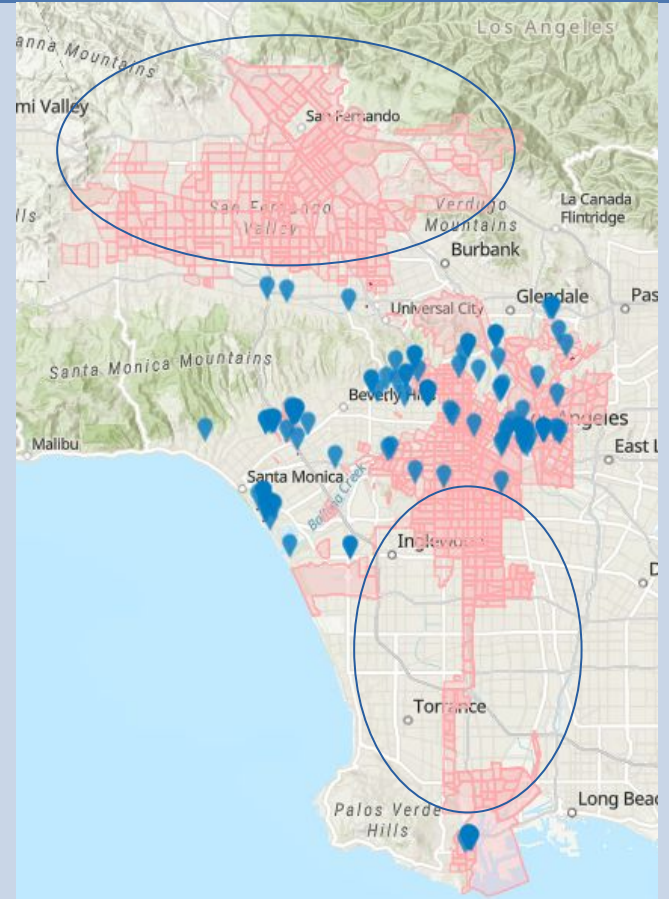 Los Angeles
anna Mountains
mi Valley
San Fernando
lls
San Fernando
Valley
Verdugo
Mountains
La Canada
Flintridge
Burbank
Universal City
Glendale
Pas
Santa Monica Mountains
Beverly Hills
Los Angeles
Malibu
East L
Santa Monica
Ballona Creek
Inglewood
D
Torrance
Palos Verde
Hills
Long Beac